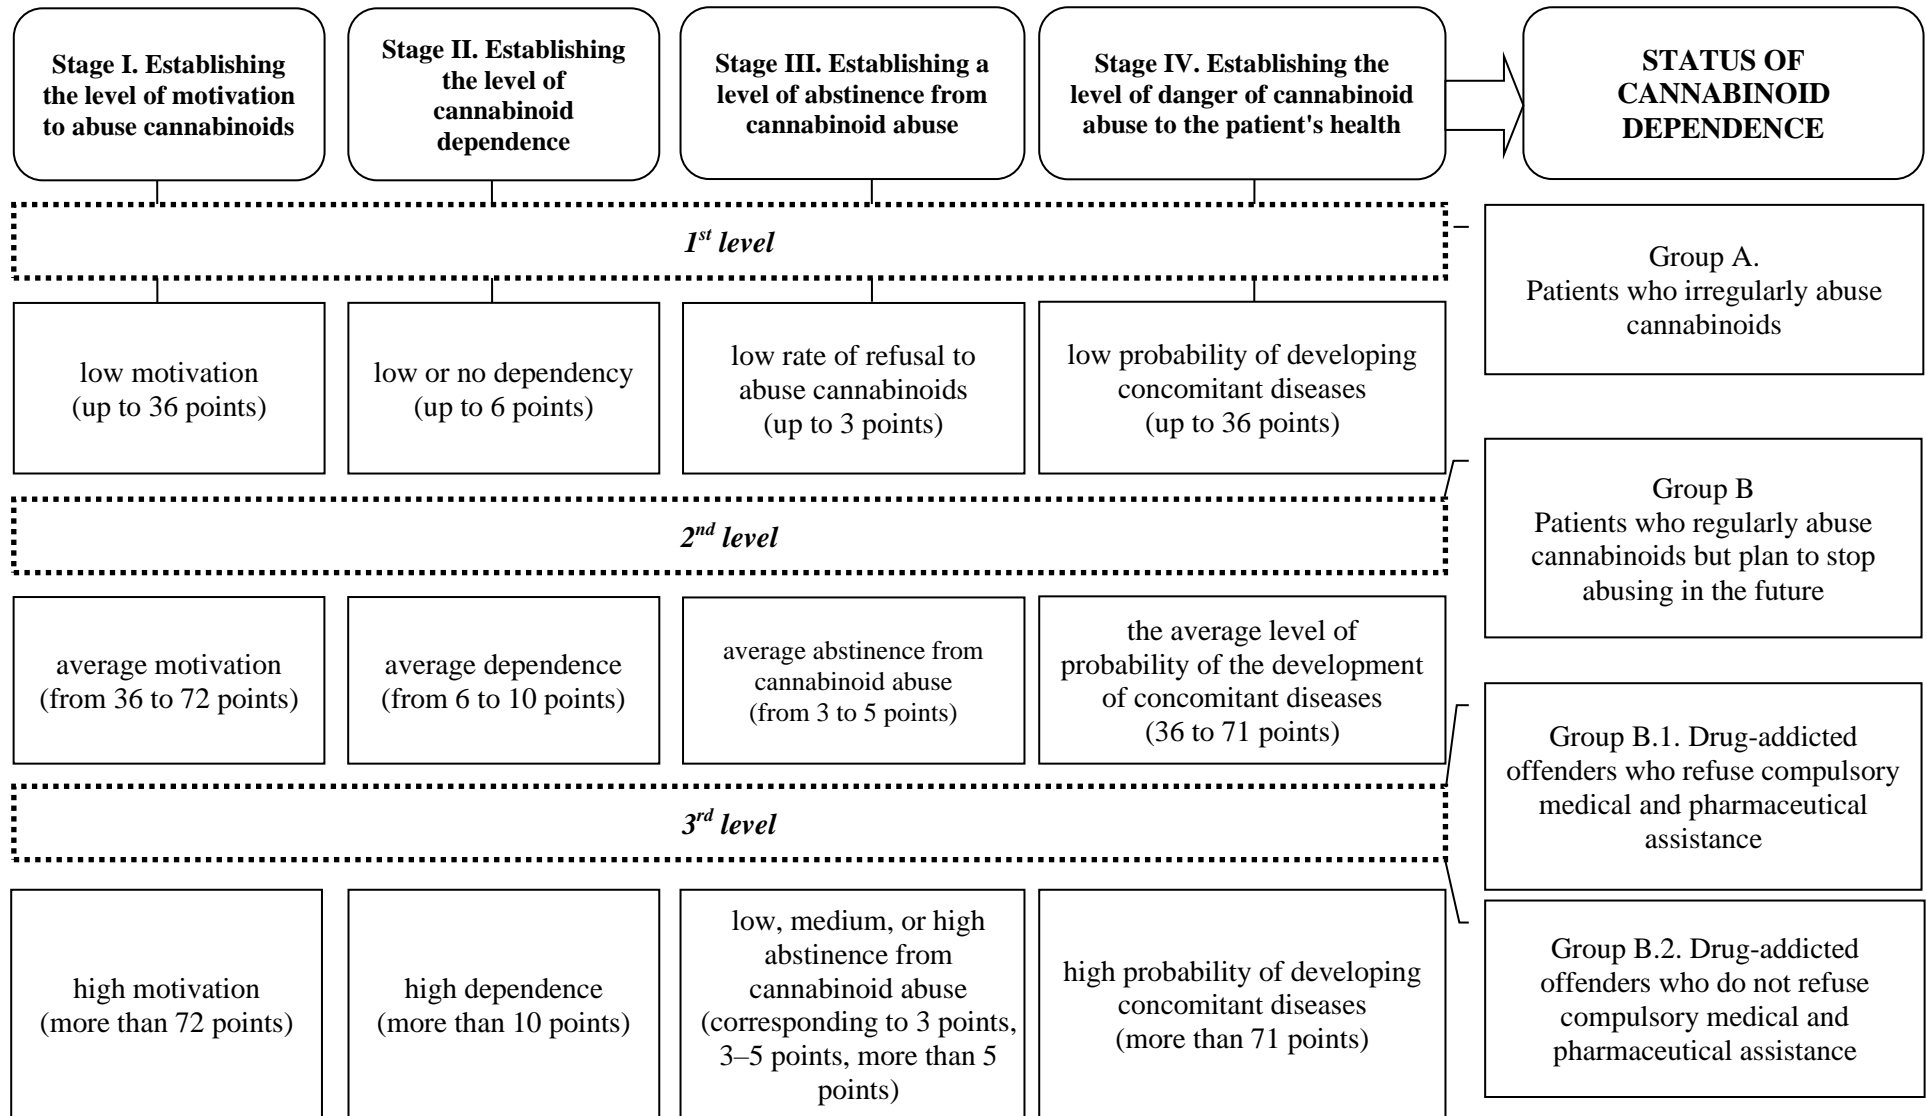 Stage I. Establishing
the level of motivation
to abuse cannabinoids
Stage II. Establishing
the level of
cannabinoid
dependence
Stage III. Establishing a
level of abstinence from
cannabinoid abuse
Stage IV. Establishing the
level of danger of cannabinoid
abuse to the patient's health
STATUS OF
CANNABINOID
DEPENDENCE
1st level
Group A.
Patients who irregularly abuse
cannabinoids
low motivation
(up to 36 points)
low or no dependency
(up to 6 points)
low rate of refusal to
abuse cannabinoids
(up to 3 points)
low probability of developing
concomitant diseases
(up to 36 points)
2nd level
Group B
Patients who regularly abuse
cannabinoids but plan to stop
abusing in the future
average motivation
(from 36 to 72 points)
average dependence
(from 6 to 10 points)
average abstinence from
cannabinoid abuse
(from 3 to 5 points)
the average level of
probability of the development
of concomitant diseases
(36 to 71 points)
3rd level
Group B.1. Drug-addicted
offenders who refuse compulsory
medical and pharmaceutical
assistance
high motivation
(more than 72 points)
high dependence
(more than 10 points)
low, medium, or high
abstinence from
cannabinoid abuse
(corresponding to 3 points,
3–5 points, more than 5
points)
high probability of developing
concomitant diseases
(more than 71 points)
Group B.2. Drug-addicted
offenders who do not refuse
compulsory medical and
pharmaceutical assistance